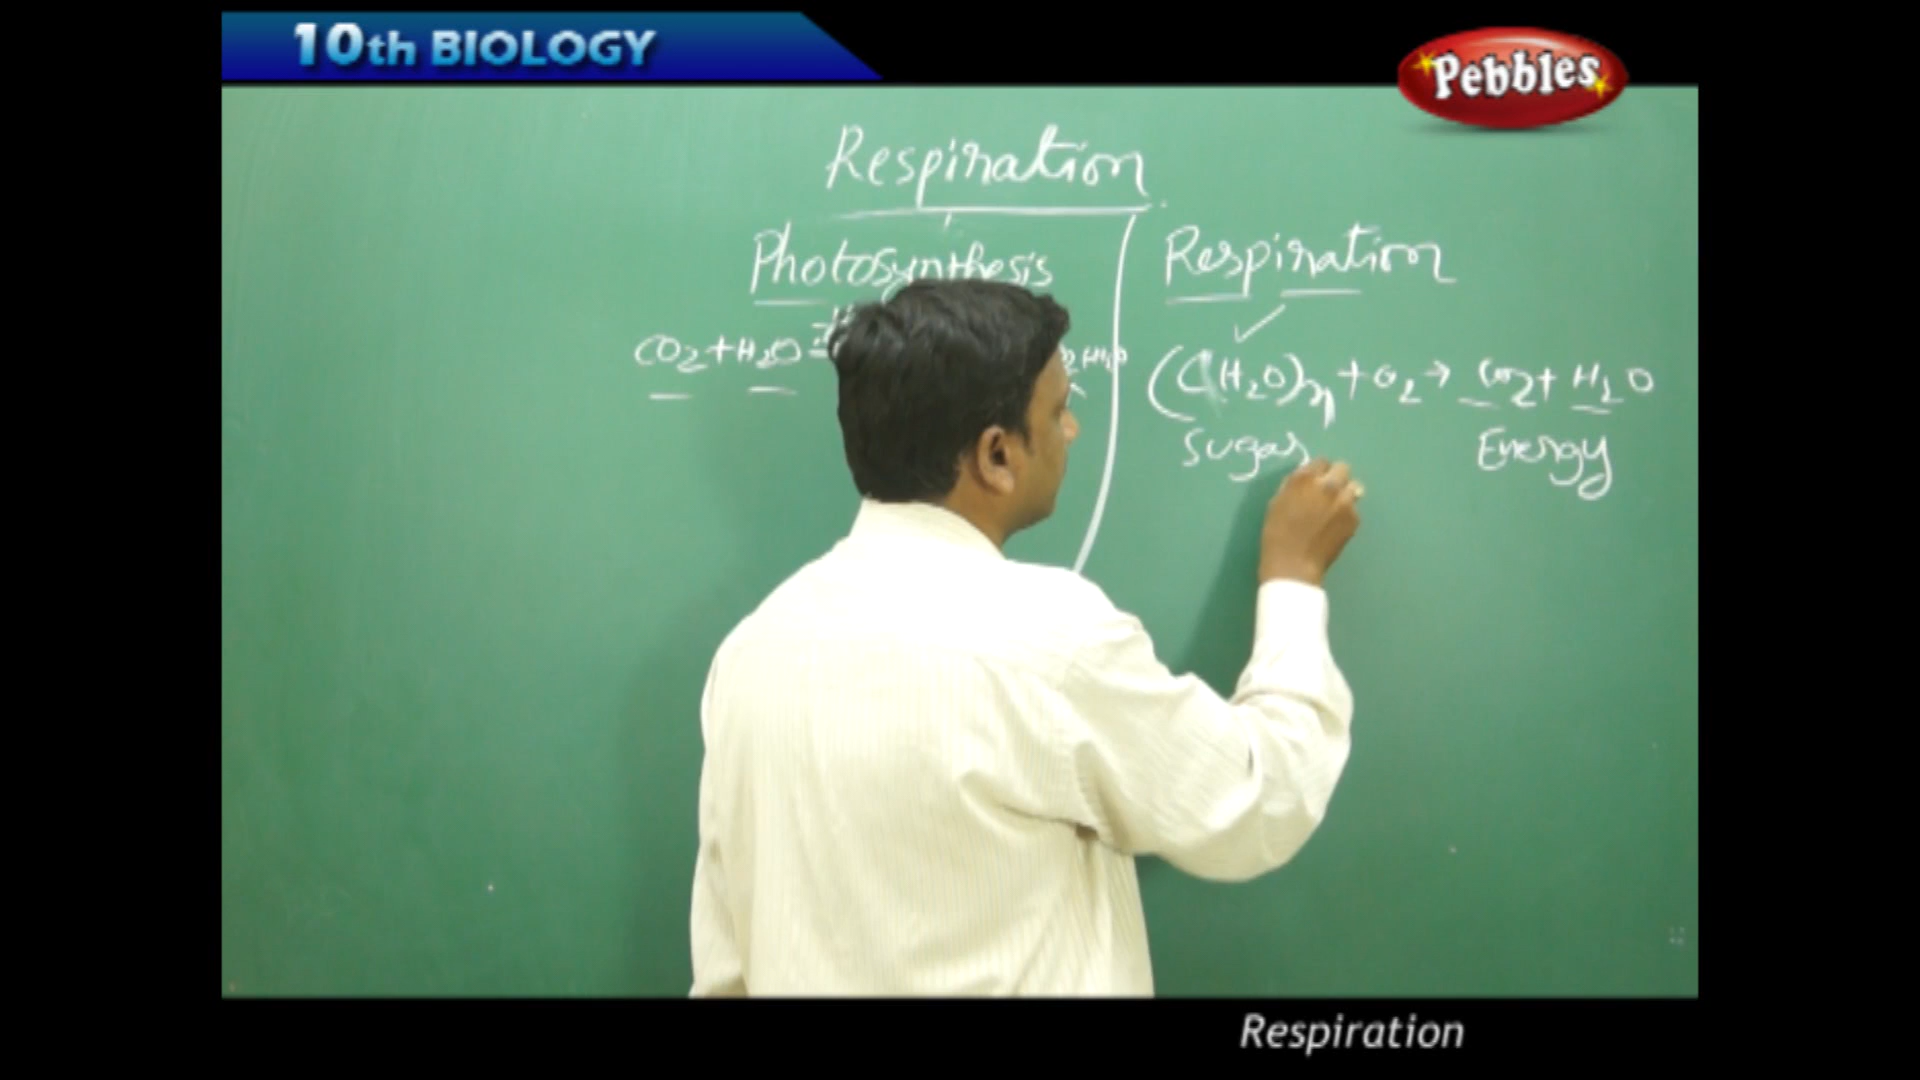 10th BIOLOGY
Pebbles
Respiration
Photosynthesis
CO2 + H2O
Respiration
(CH2O)n + O2 → CO2 + H2O
Sugar
Energy
Respiration